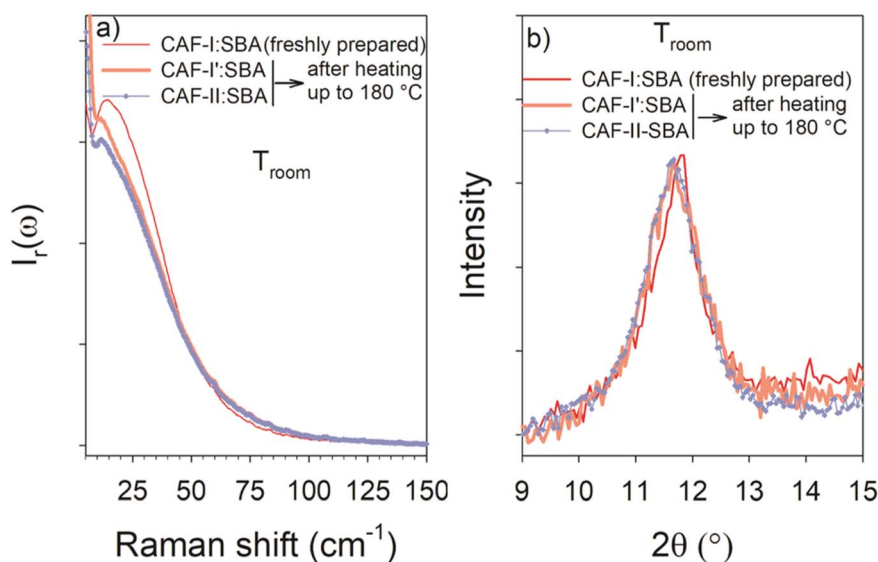 a)
CAF-I:SBA (freshly prepared)
CAF-I':SBA
CAF-II:SBA
after heating
up to 180 °C
T room
I r (ω)
25 50 75 100 125 150
Raman shift (cm⁻¹)
b)
T room
CAF-I:SBA (freshly prepared)
CAF-I':SBA
CAF-II-SBA
after heating
up to 180 °C
Intensity
9 10 11 12 13 14 15
2θ (°)